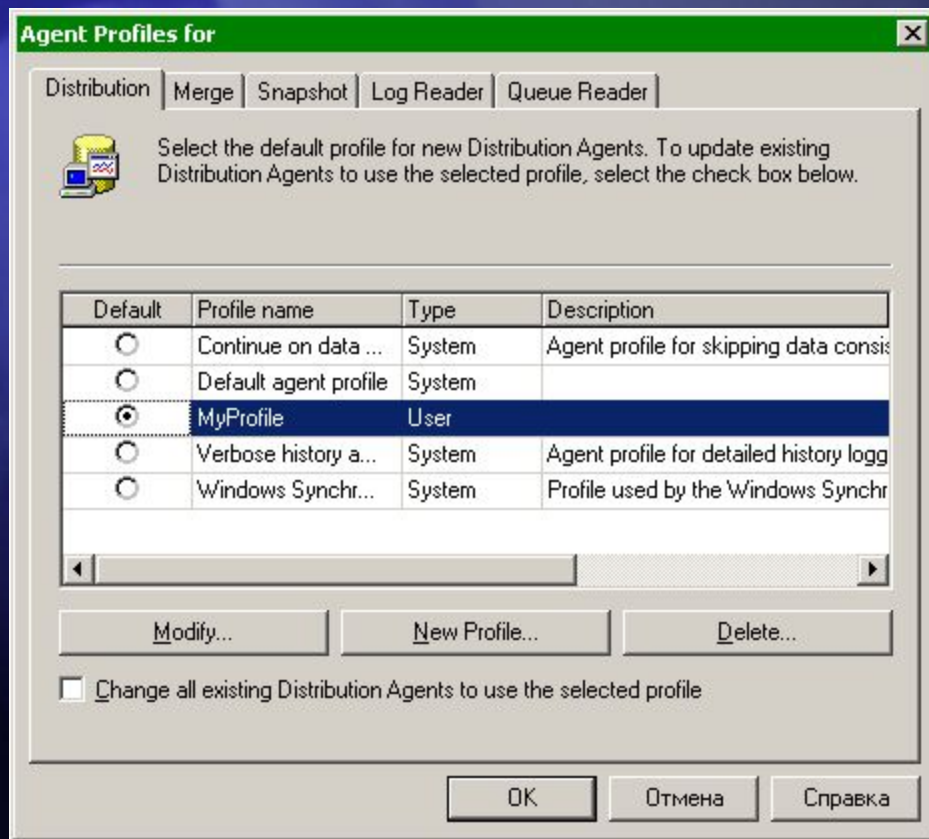 Agent Profiles for
Distribution Merge Snapshot Log Reader Queue Reader
Select the default profile for new Distribution Agents. To update existing
Distribution Agents to use the selected profile, select the check box below.
Default Profile name Type Description
Continue on data ... System Agent profile for skipping data consis
Default agent profile System
MyProfile User
Verbose history a... System Agent profile for detailed history logg
Windows Synchr... System Profile used by the Windows Synchr
Modify... New Profile... Delete...
Change all existing Distribution Agents to use the selected profile
OK Отмена Справка